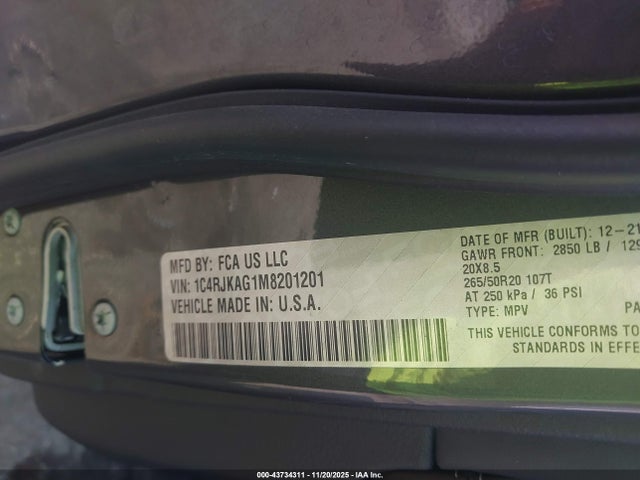 MFD BY: FCA US LLC
VIN: 1C4RJKAG1M8201201
VEHICLE MADE IN: U.S.A.
DATE OF MFR (BUILT): 12-21
GAWR FRONT: 2850 LB / 129
20X8.5
265/50R20 107T
AT 250 kPa / 36 PSI
TYPE: MPV PA
THIS VEHICLE CONFORMS TO
STANDARDS IN EFFE
000-43734311 - 11/20/2025 - IAA Inc.